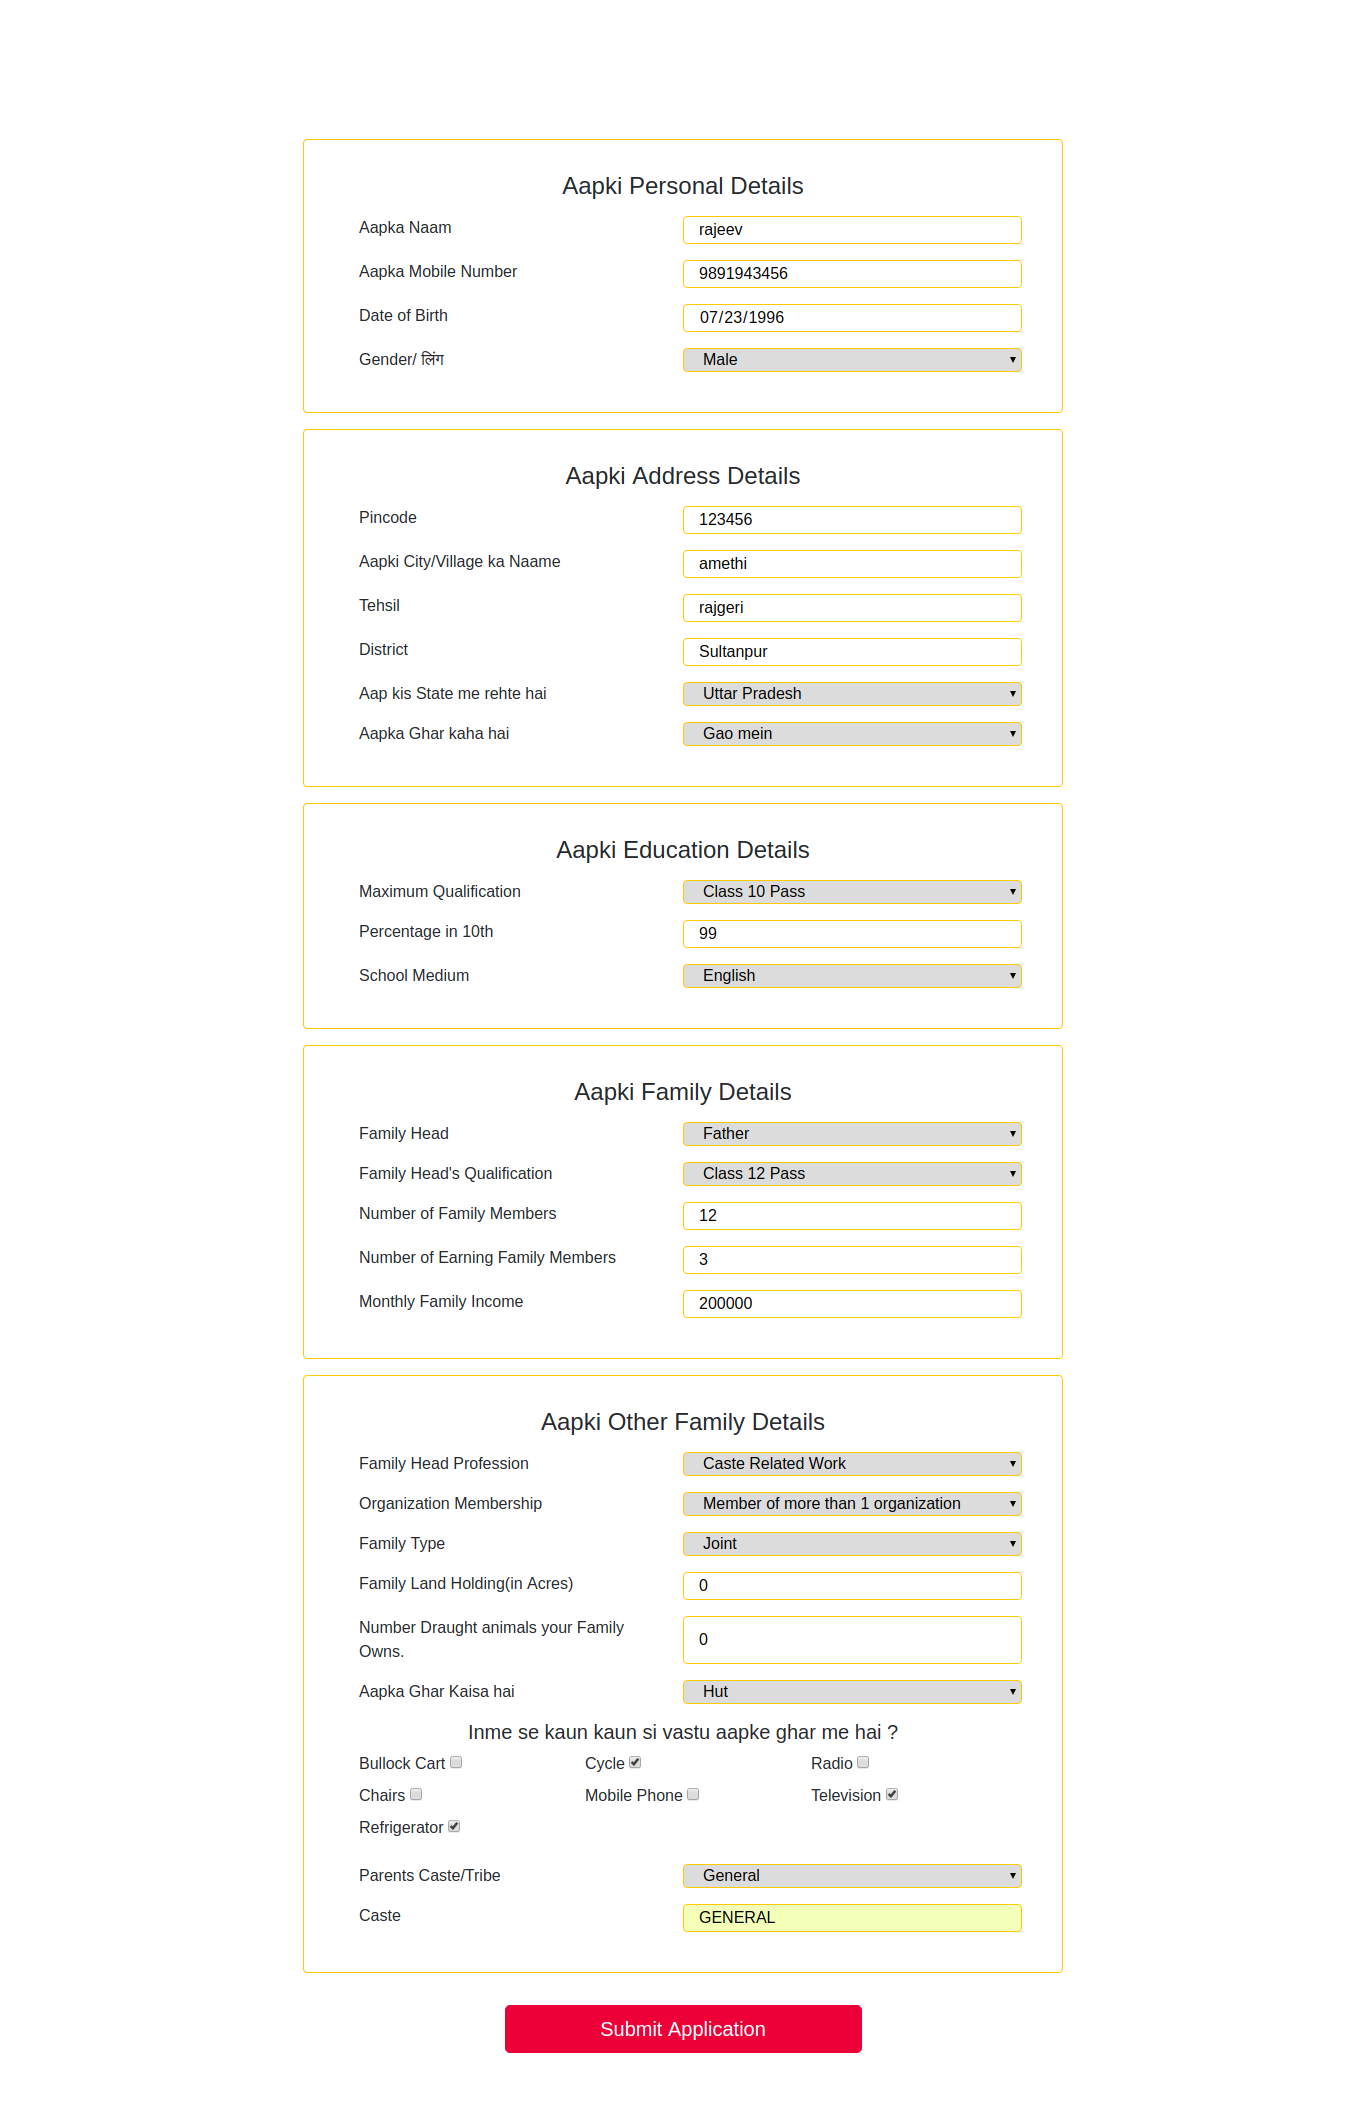 Aapki Personal Details
Aapka Naam rajeev
Aapka Mobile Number 9891943456
Date of Birth 07/23/1996
Gender/ लिंग Male
Aapki Address Details
Pincode 123456
Aapki City/Village ka Naame amethi
Tehsil rajgeri
District Sultanpur
Aap kis State me rehte hai Uttar Pradesh
Aapka Ghar kaha hai Gao mein
Aapki Education Details
Maximum Qualification Class 10 Pass
Percentage in 10th 99
School Medium English
Aapki Family Details
Family Head Father
Family Head's Qualification Class 12 Pass
Number of Family Members 12
Number of Earning Family Members 3
Monthly Family Income 200000
Aapki Other Family Details
Family Head Profession Caste Related Work
Organization Membership Member of more than 1 organization
Family Type Joint
Family Land Holding(in Acres) 0
Number Draught animals your Family
Owns. 0
Aapka Ghar Kaisa hai Hut
Inme se kaun kaun si vastu aapke ghar me hai ?
Bullock Cart Cycle Radio
Chairs Mobile Phone Television
Refrigerator
Parents Caste/Tribe General
Caste GENERAL
Submit Application